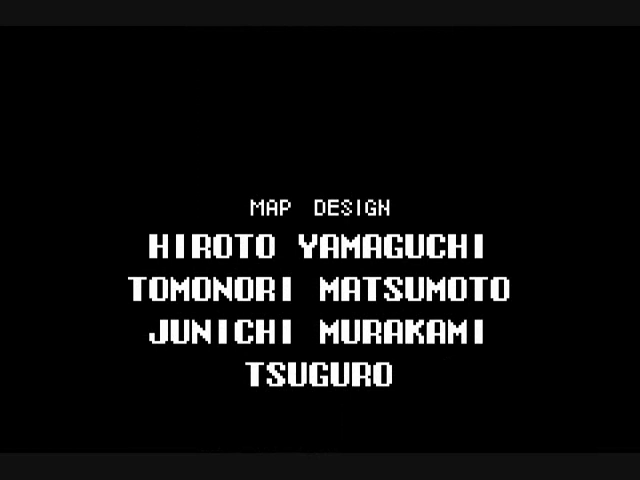 MAP DESIGN
HIROTO YAMAGUCHI
TOMONORI MATSUMOTO
JUNICHI MURAKAMI
TSUGURO